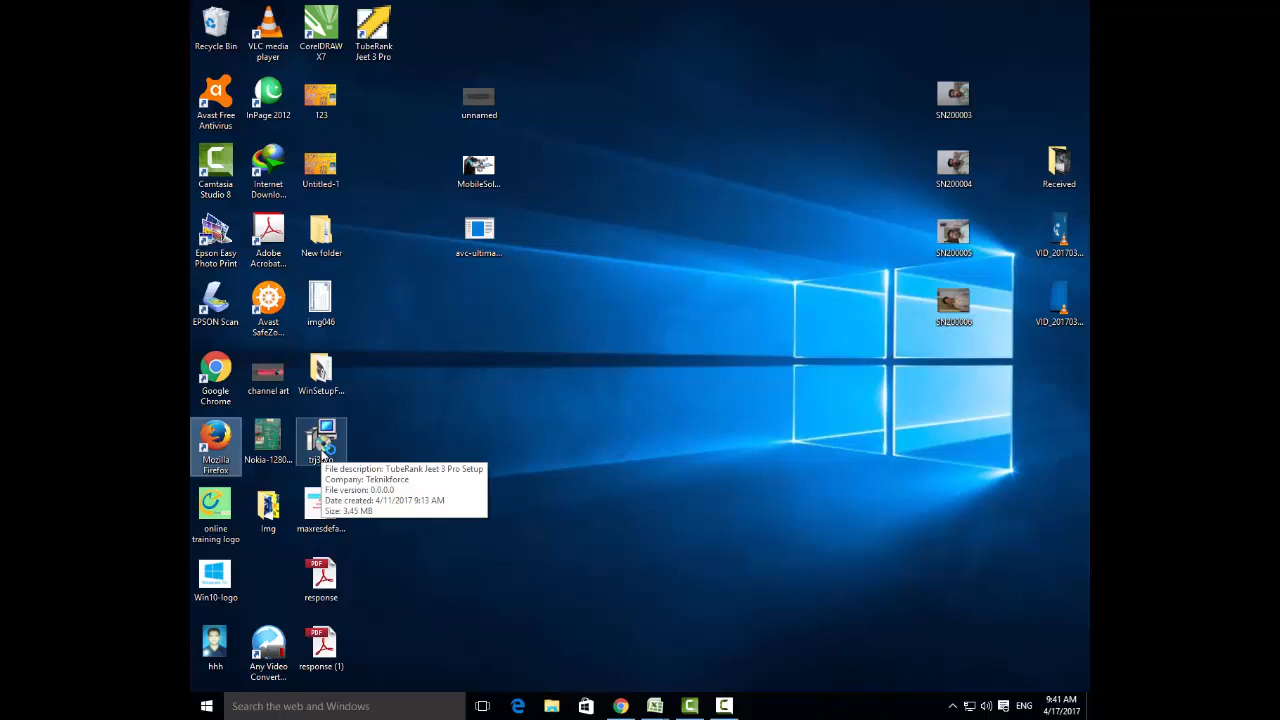 Recycle Bin
VLC media
player
CorelDRAW
X7
TubeRank
Jeet 3 Pro
Avast Free
Antivirus
InPage 2012
123
unnamed
SN200003
Camtasia
Studio 8
Internet
Downlo...
Untitled-1
MobileSol...
SN200004
Received
Epson Easy
Photo Print
Adobe
Acrobat...
New folder
avc-ultima...
SN200005
VID_201703...
EPSON Scan
Avast
SafeZo...
img046
SN200006
VID_201703...
Google
Chrome
channel art
WinSetupF...
Mozilla
Firefox
Nokia-1280...
File description: TubeRank Jeet 3 Pro Setup
Company: Teknikforce
File version: 0.0.0.0
Date created: 4/11/2017 9:13 AM
Size: 3.45 MB
online
training logo
Img
maxresdefa...
Win10-logo
PDF
response
hhh
Any Video
Convert...
PDF
response (1)
Search the web and Windows
ENG
9:41 AM
4/17/2017